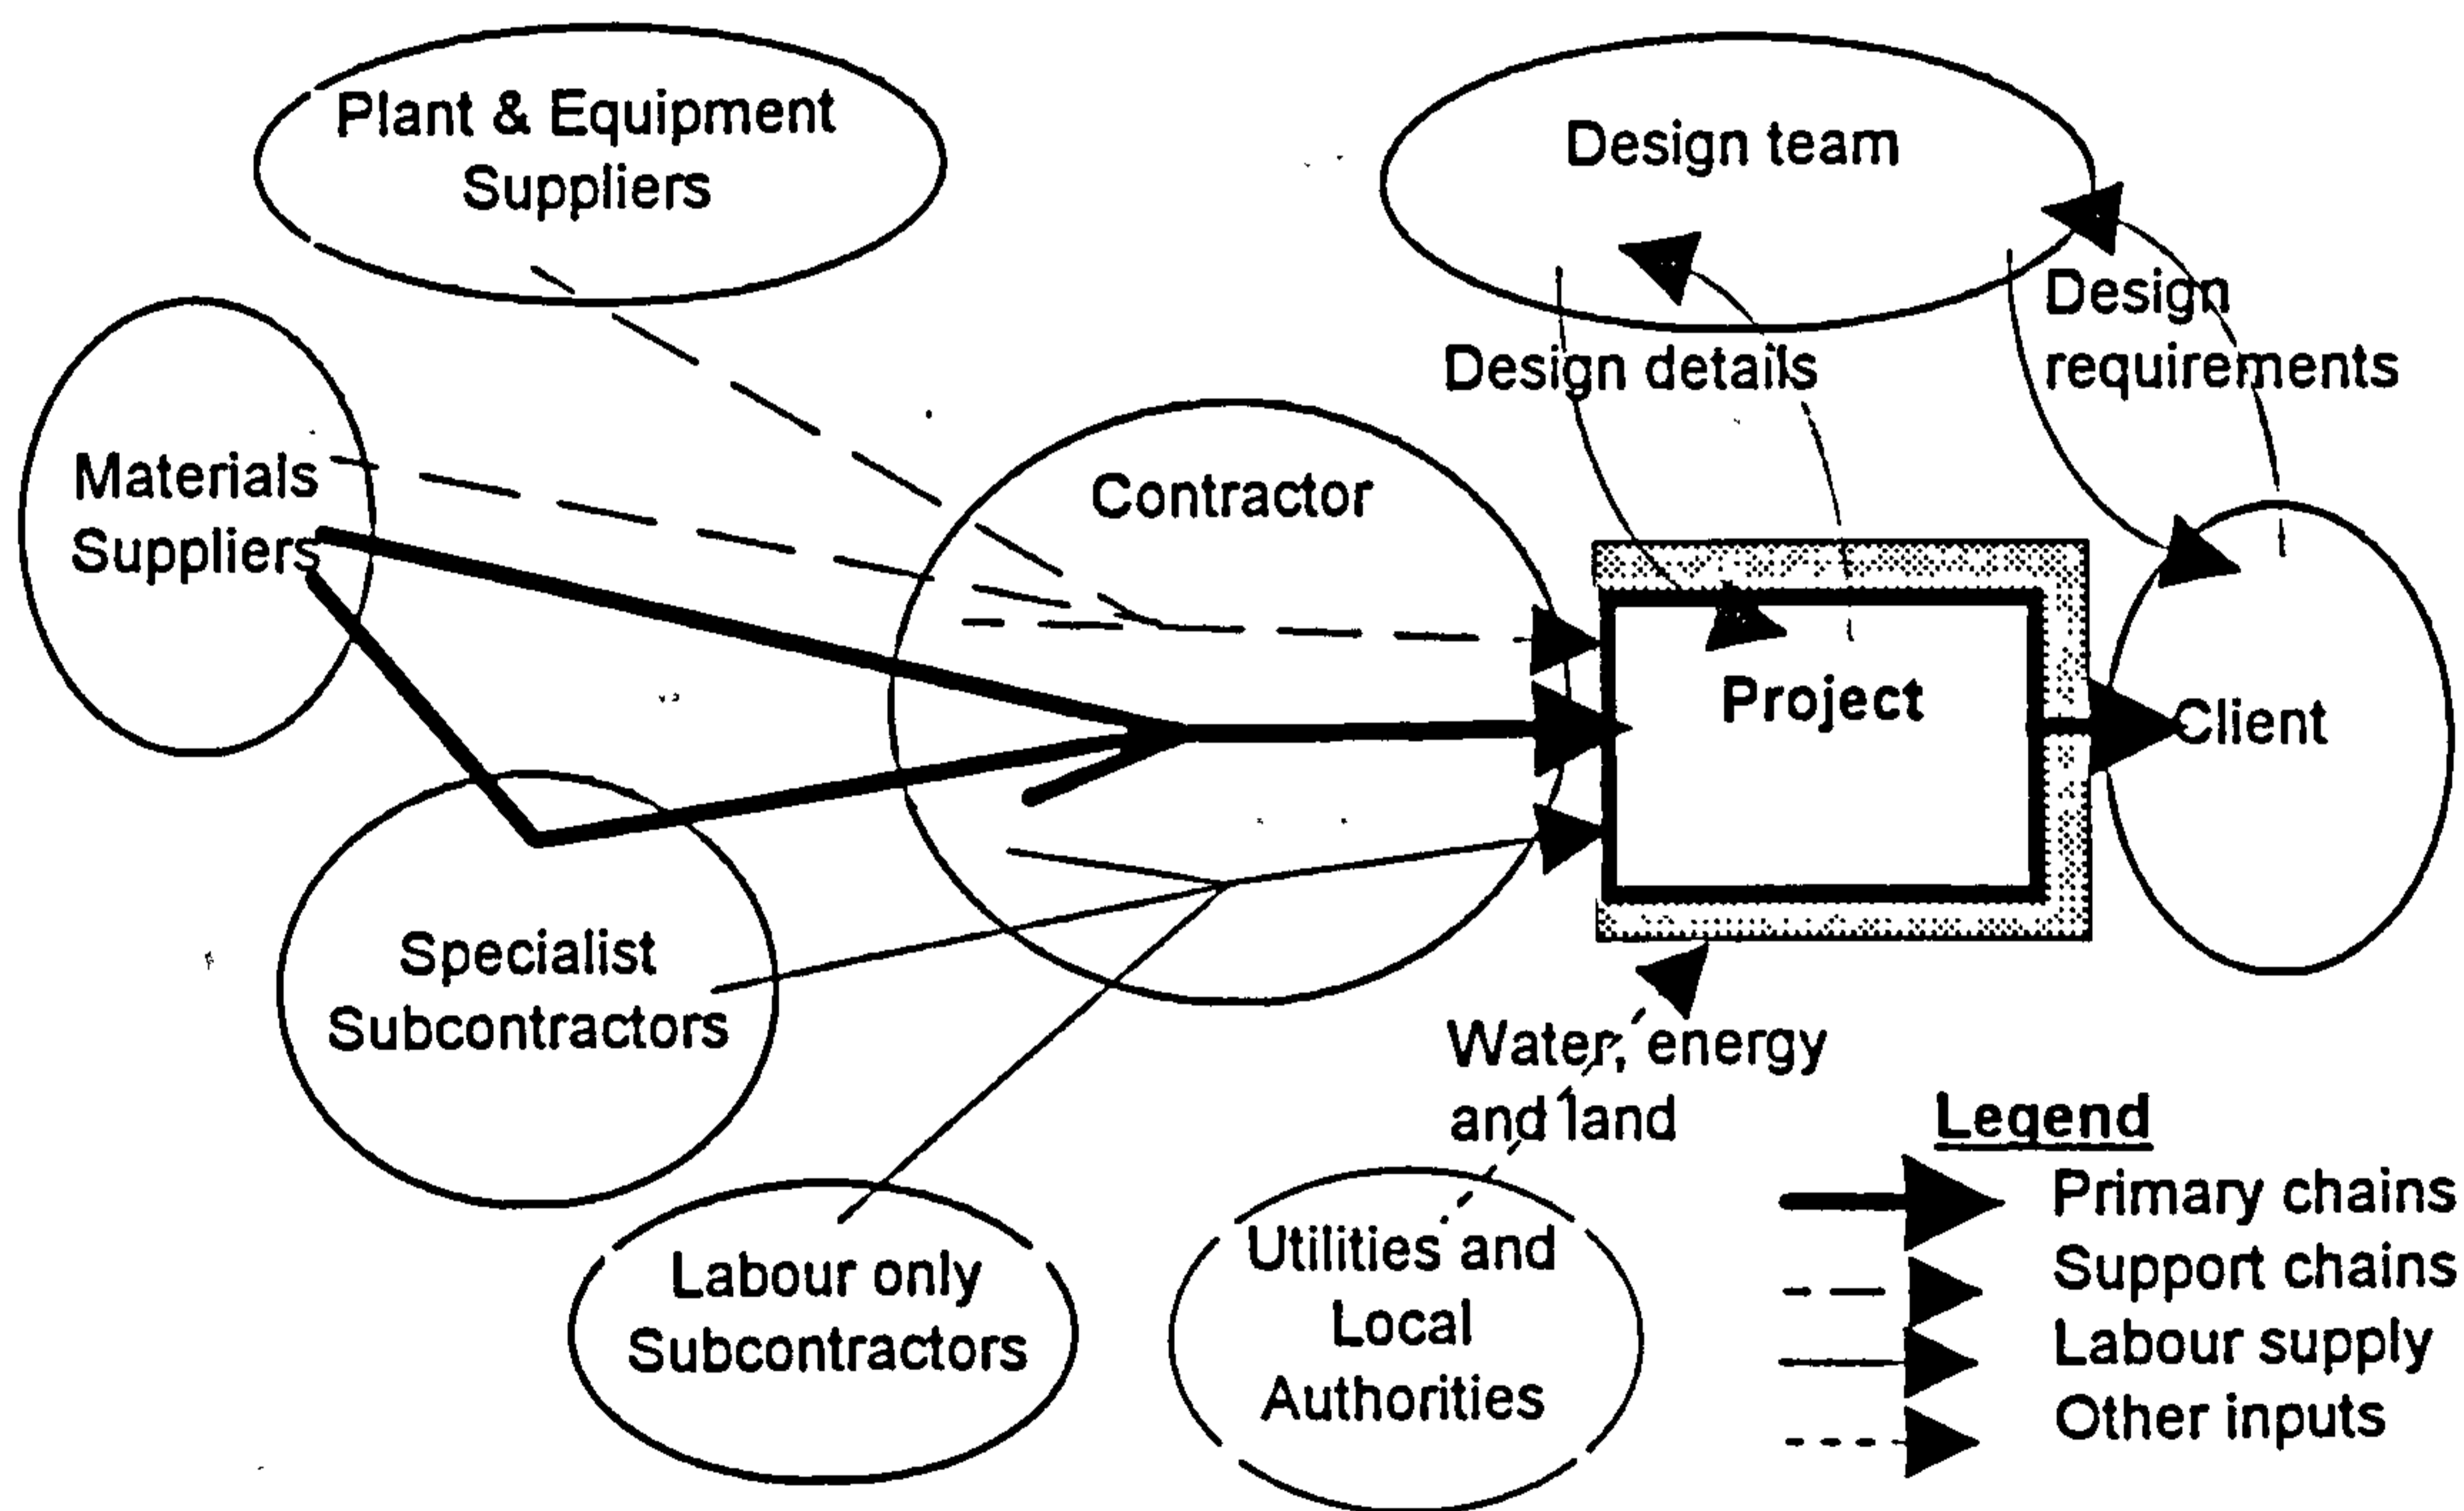 Plant & Equipment
Suppliers
Design team
Design
requirements
Design details
Materials
Suppliers
Contractor
Project
Client
Specialist
Subcontractors
Water, energy
and land
Labour only
Subcontractors
Utilities and
Local
Authorities
Legend
Primary chains
Support chains
Labour supply
Other inputs